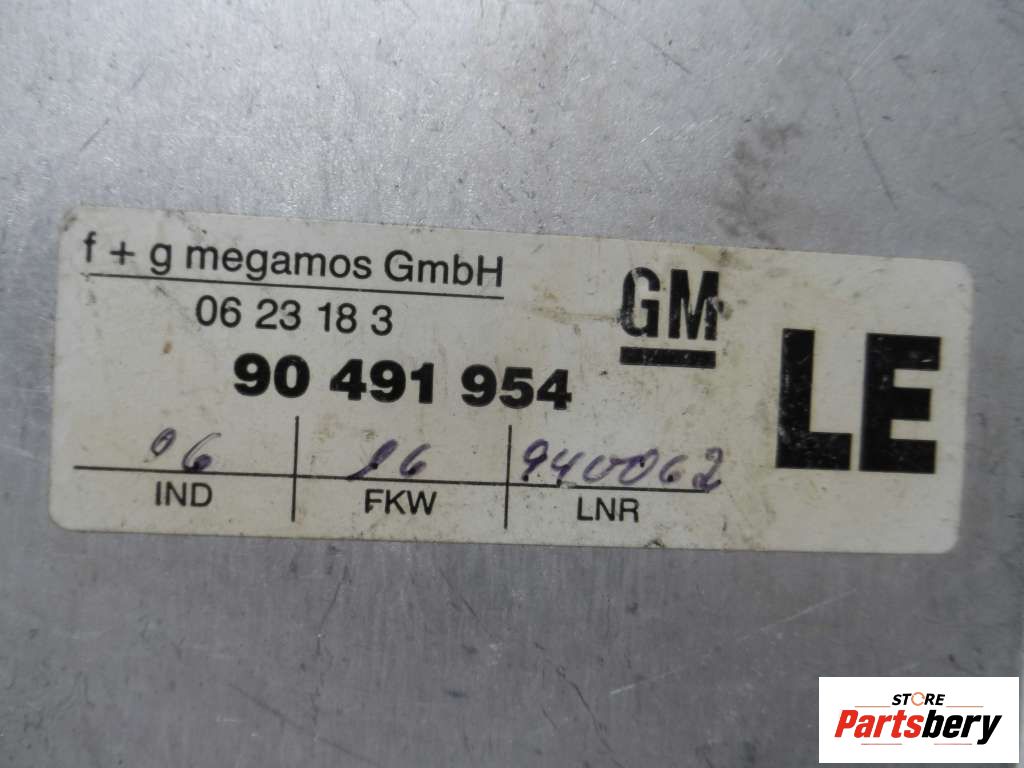 f + g megamos GmbH
06 23 18 3
90 491 954
GM
LE
06 26 940062
IND FKW LNR
STORE
Partsbery